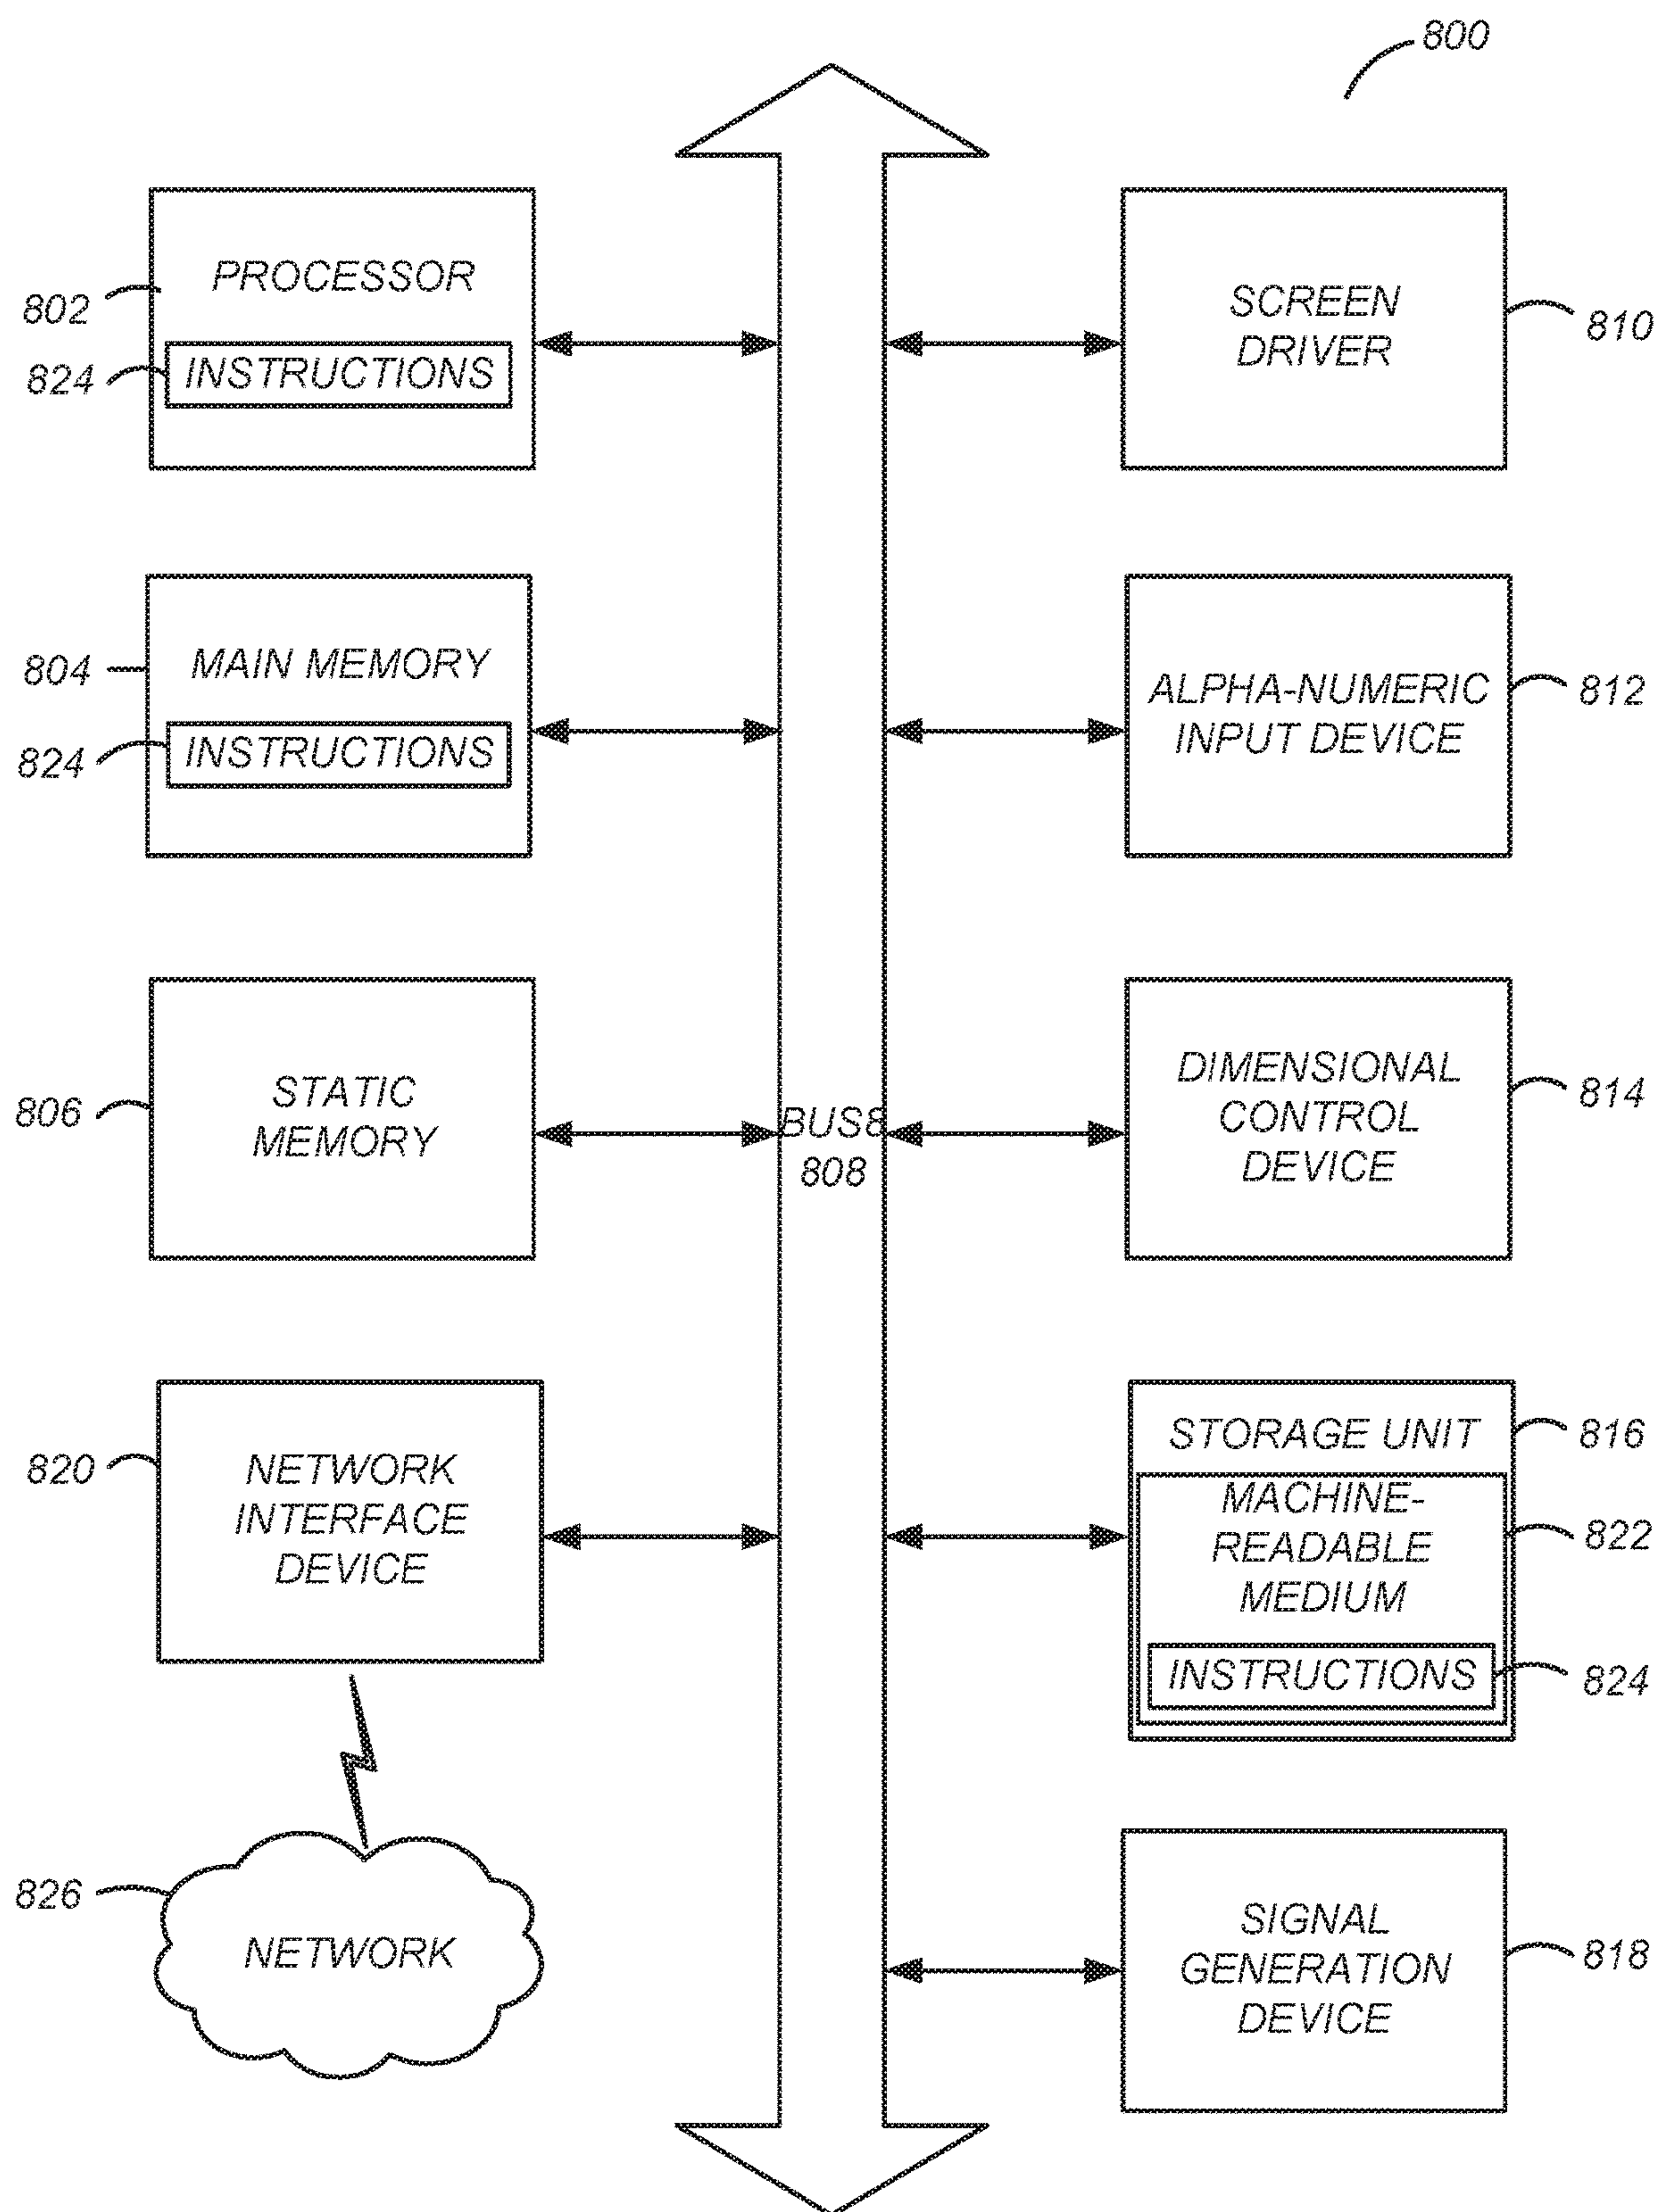 800
PROCESSOR
802
824
INSTRUCTIONS
SCREEN
DRIVER
810
804
MAIN MEMORY
824
INSTRUCTIONS
ALPHA-NUMERIC
INPUT DEVICE
812
806
STATIC
MEMORY
BUS8
808
DIMENSIONAL
CONTROL
DEVICE
814
820
NETWORK
INTERFACE
DEVICE
STORAGE UNIT
816
MACHINE-
READABLE
MEDIUM
822
INSTRUCTIONS
824
826
NETWORK
SIGNAL
GENERATION
DEVICE
818